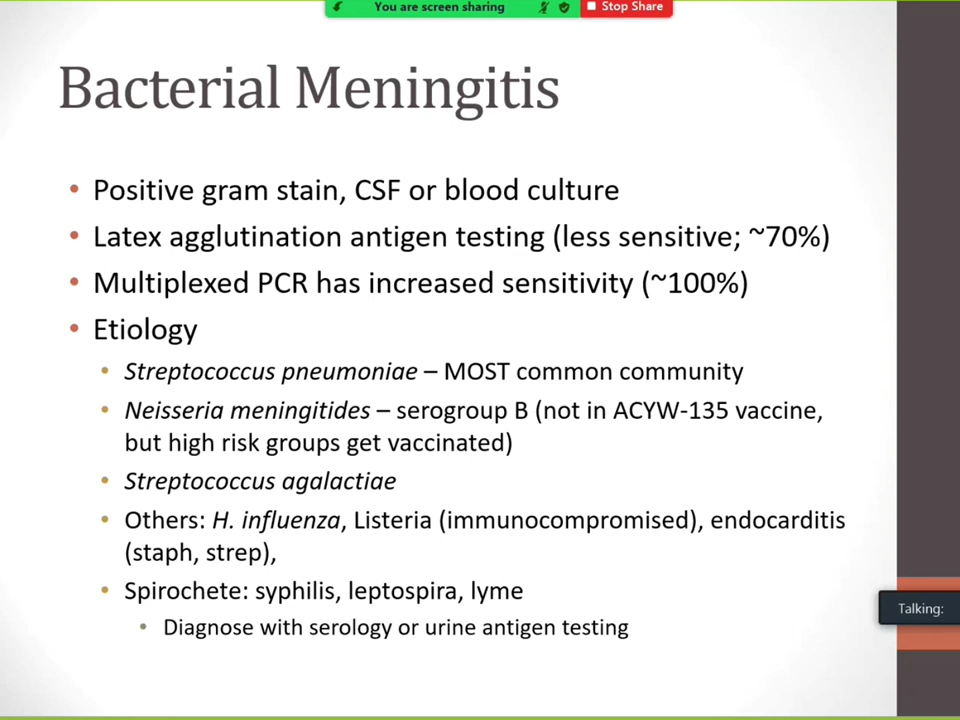 You are screen sharing
Stop Share
Bacterial Meningitis
• Positive gram stain, CSF or blood culture
• Latex agglutination antigen testing (less sensitive; ~70%)
• Multiplexed PCR has increased sensitivity (~100%)
• Etiology
• Streptococcus pneumoniae – MOST common community
• Neisseria meningitides – serogroup B (not in ACYW-135 vaccine,
but high risk groups get vaccinated)
• Streptococcus agalactiae
• Others: H. influenza, Listeria (immunocompromised), endocarditis
(staph, strep),
• Spirochete: syphilis, leptospira, lyme
• Diagnose with serology or urine antigen testing
Talking: